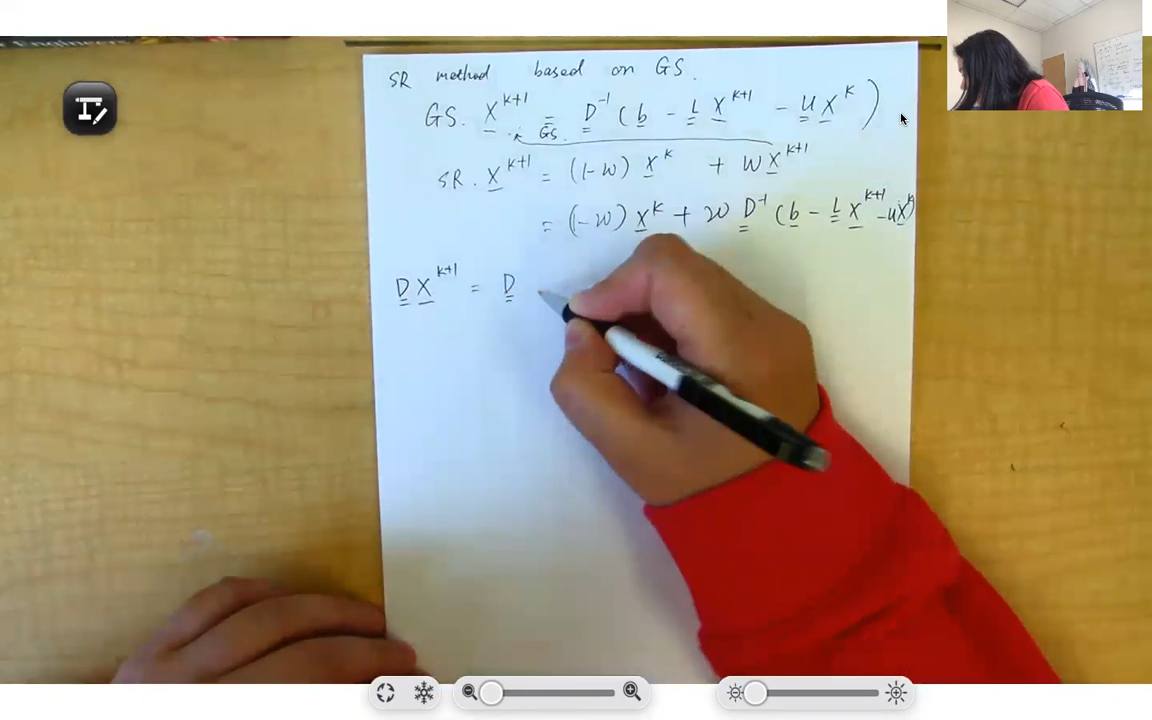 SR method based on GS.
GS. X^{k+1} = D^{-1} ( b - L X^{k+1} - U X^k )
GS.
SR. X^{k+1} = (1-w) X^k + w X^{k+1}
= (1-w) X^k + w D^{-1} ( b - L X^{k+1} - U X^k )
D X^{k+1} = D